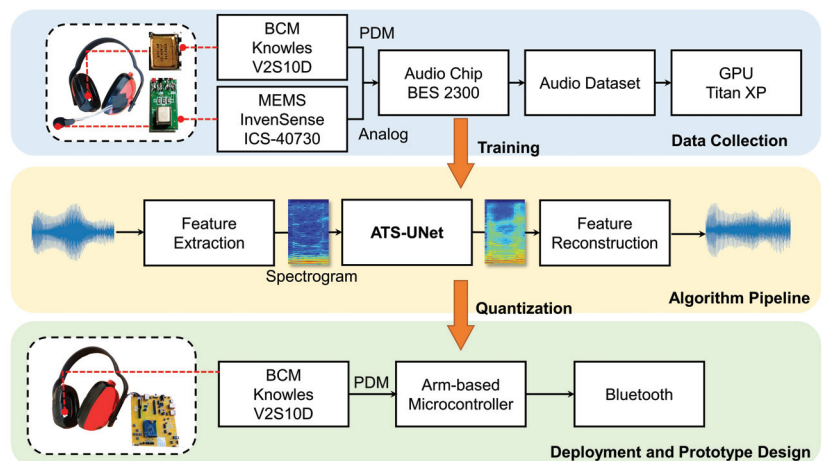 BCM
Knowles
V2S10D
PDM
MEMS
InvenSense
ICS-40730
Analog
Audio Chip
BES 2300
Audio Dataset
GPU
Titan XP
Data Collection
Training
Feature
Extraction
Spectrogram
ATS-UNet
Feature
Reconstruction
Algorithm Pipeline
Quantization
BCM
Knowles
V2S10D
PDM
Arm-based
Microcontroller
Bluetooth
Deployment and Prototype Design